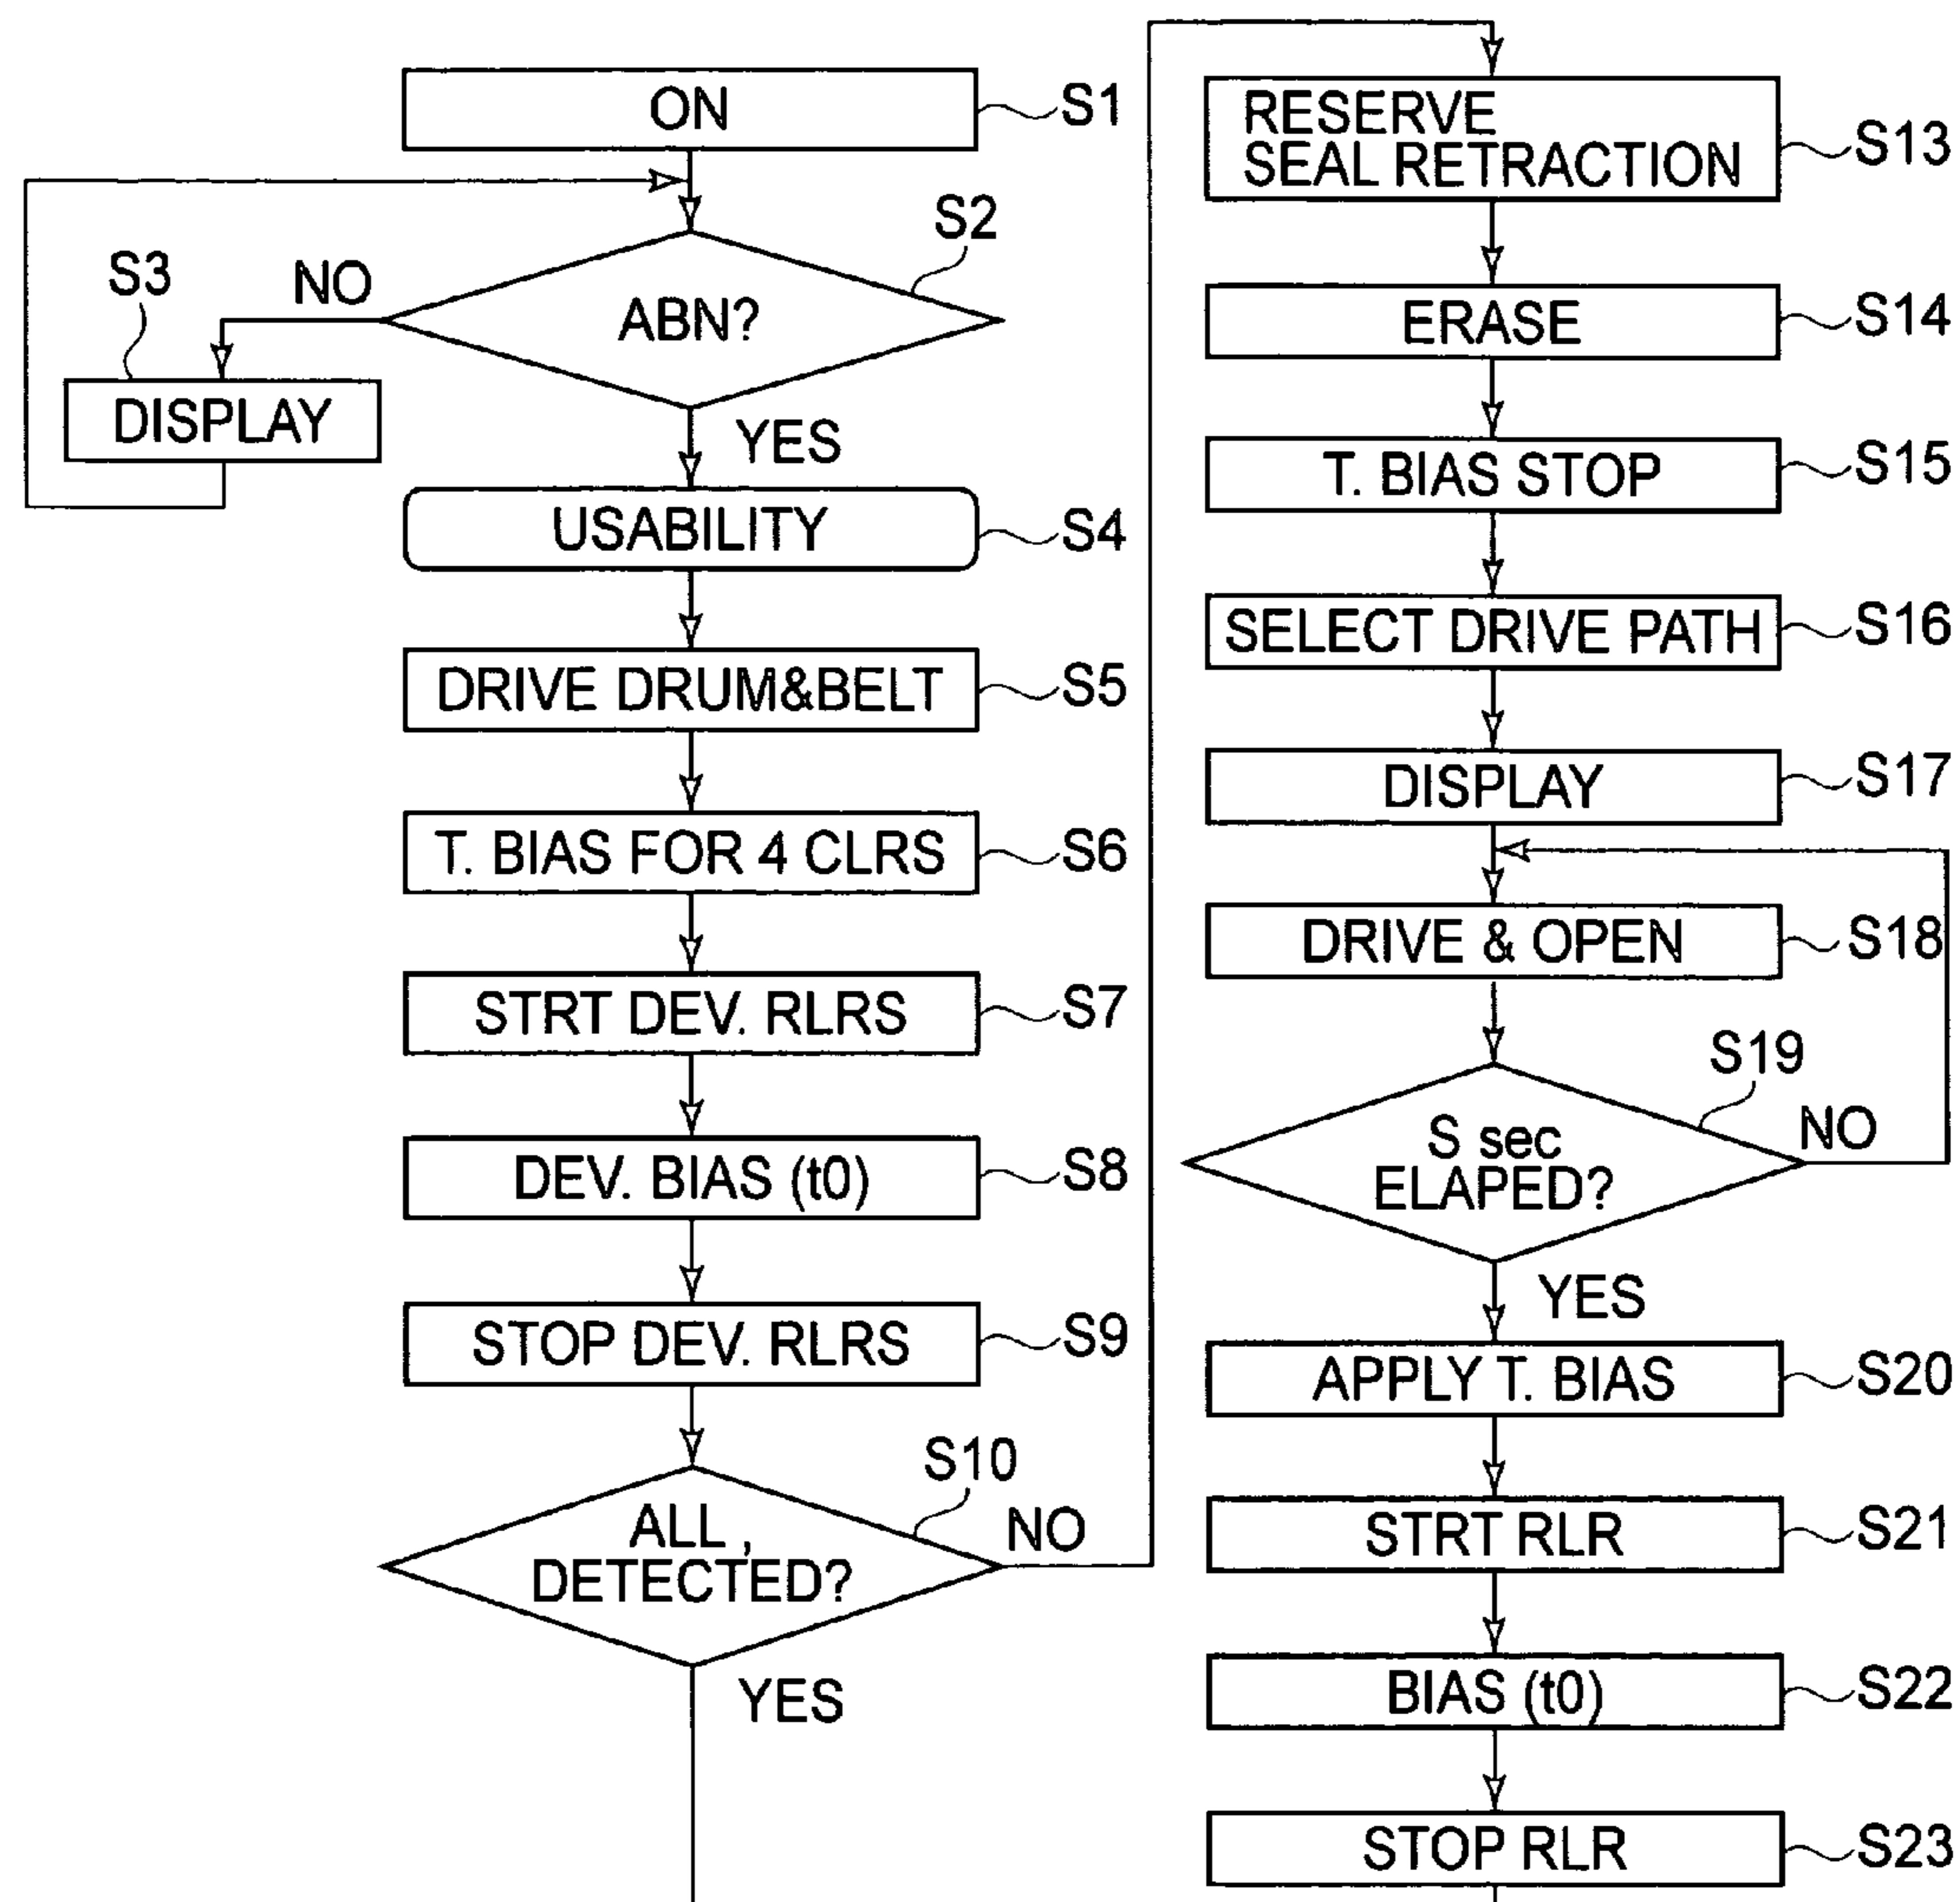 ON
S1
S2
S3
NO
ABN?
DISPLAY
YES
USABILITY
S4
DRIVE DRUM&BELT
S5
T. BIAS FOR 4 CLRS
S6
STRT DEV. RLRS
S7
DEV. BIAS (t0)
S8
STOP DEV. RLRS
S9
S10
ALL ,
DETECTED?
NO
YES
RESERVE
SEAL RETRACTION
S13
ERASE
S14
T. BIAS STOP
S15
SELECT DRIVE PATH
S16
DISPLAY
S17
DRIVE & OPEN
S18
S19
S sec
ELAPED?
NO
YES
APPLY T. BIAS
S20
STRT RLR
S21
BIAS (t0)
S22
STOP RLR
S23